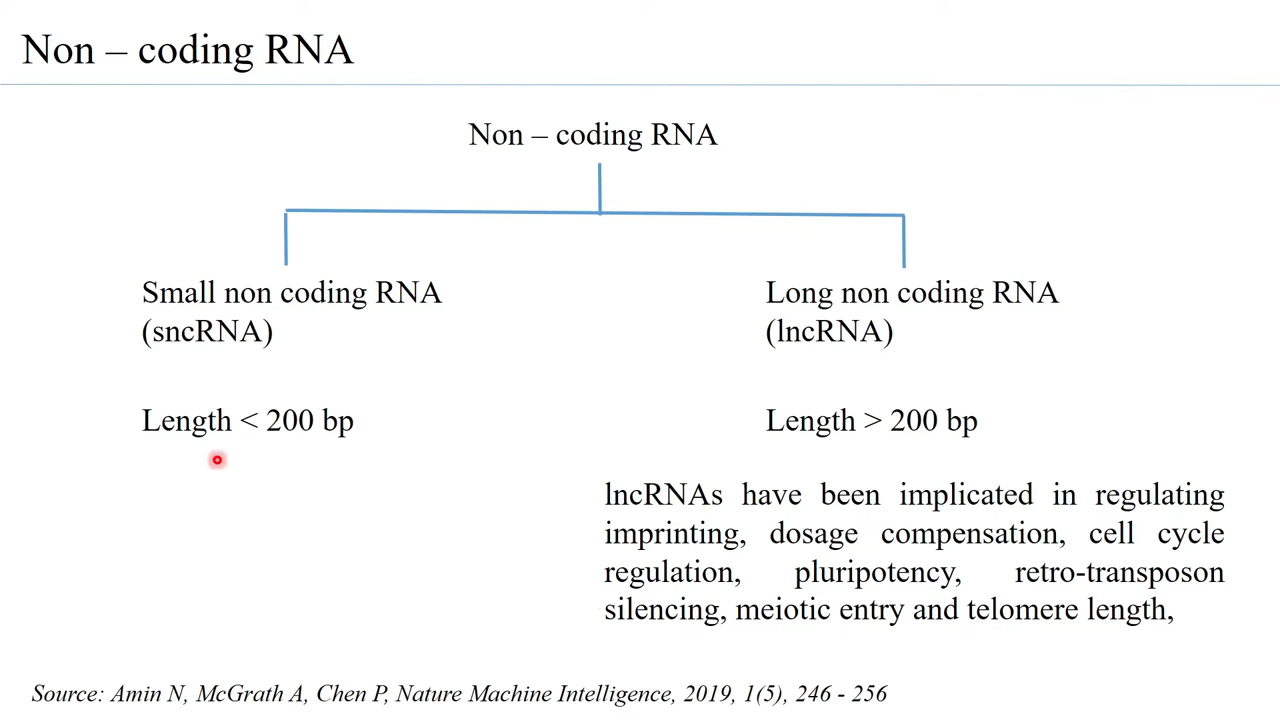 Non – coding RNA
Non – coding RNA
Small non coding RNA
(sncRNA)
Long non coding RNA
(lncRNA)
Length < 200 bp
Length > 200 bp
lncRNAs have been implicated in regulating
imprinting, dosage compensation, cell cycle
regulation, pluripotency, retro-transposon
silencing, meiotic entry and telomere length,
Source: Amin N, McGrath A, Chen P, Nature Machine Intelligence, 2019, 1(5), 246 - 256